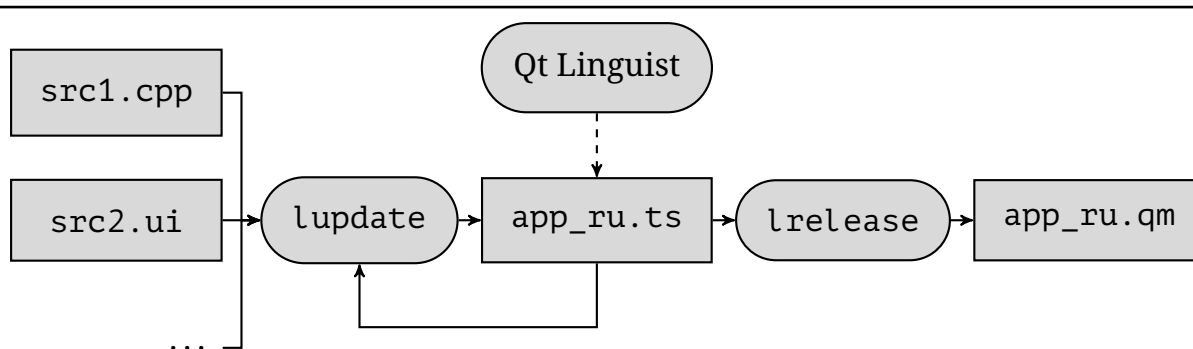 Qt Linguist
src1.cpp
src2.ui
lupdate
app_ru.ts
lrelease
app_ru.qm
...